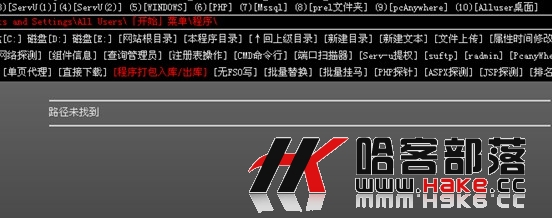 3)[ServU(1)](4)[ServU(2)] (5)[WINDOWS] (6)[PHP] (7)[Mssql] (8)[prel文件夹] (9)[pcAnywhere] (10)[Alluser桌面]
ts and Settings\All Users\「开始」菜单\程序\
盘[C:] 磁盘[D:] 磁盘[E:] [网站根目录] [本程序目录] [↑回上级目录] [新建目录] [新建文本] [文件上传] [属性时间修改
网络探测] [组件信息] [查询管理员] [注册表操作] [CMD命令行] [端口扫描器] [Serv-u提权] [suftp] [radmin] [PcanyWhe
[单页代理] [直接下载] [程序打包入库/出库] [无FSO写] [批量替换] [批量挂马] [PHP探针] [ASPX探测] [JSP探测] [排名
路径未找到
HK 哈客部落
www.Hake.cc